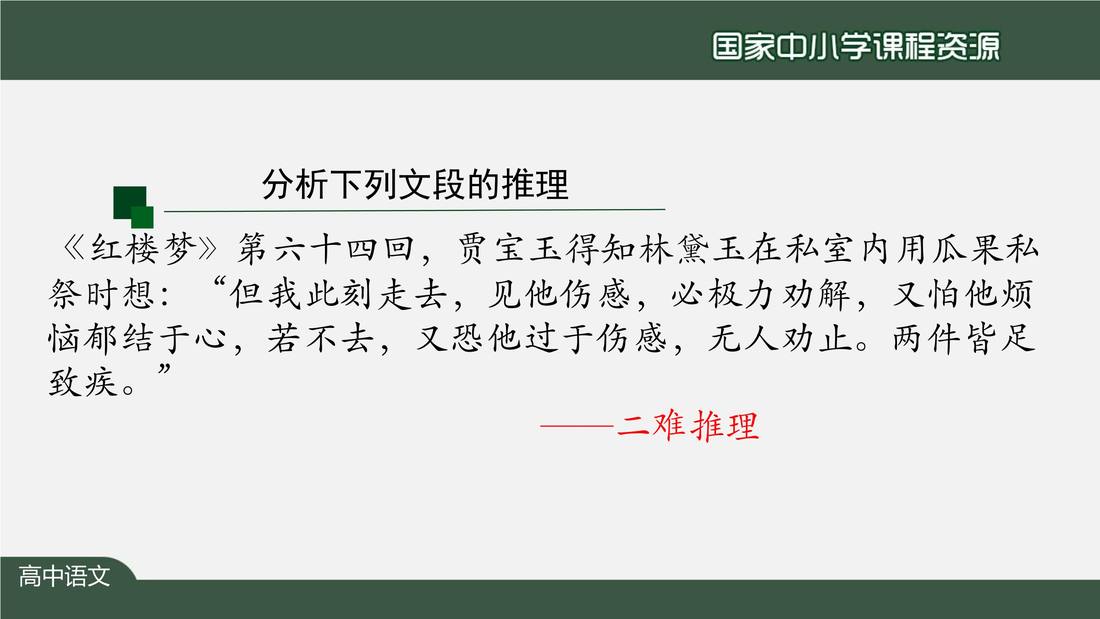 国家中小学课程资源
分析下列文段的推理
《红楼梦》第六十四回，贾宝玉得知林黛玉在私室内用瓜果私
祭时想：“但我此刻走去，见他伤感，必极力劝解，又怕他烦
恼郁结于心，若不去，又恐他过于伤感，无人劝止。两件皆足
致疾。”
——二难推理
高中语文